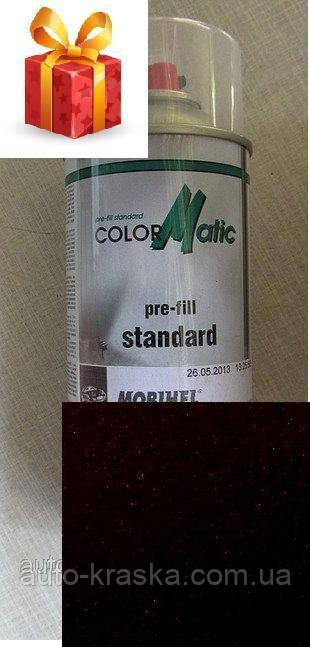 pre-fill standard
COLORMatic
pre-fill
standard
26.05.2013
MOBIHEL®
auto-kraska.com.ua